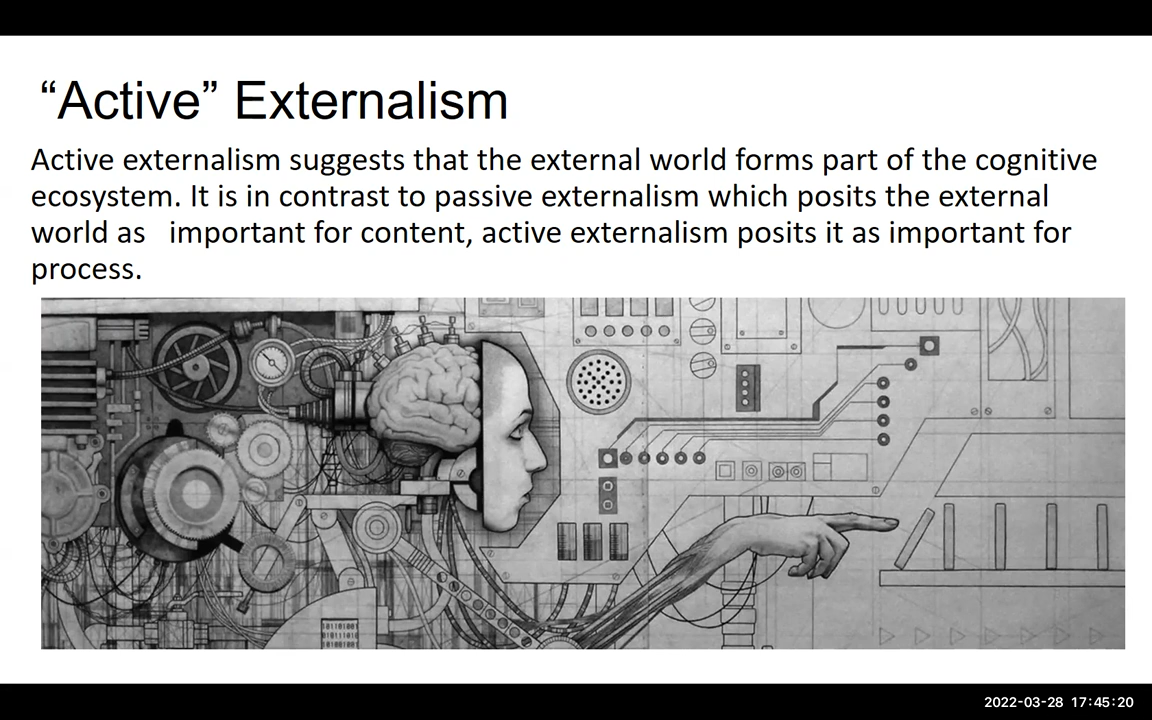 “Active” Externalism
Active externalism suggests that the external world forms part of the cognitive
ecosystem. It is in contrast to passive externalism which posits the external
world as   important for content, active externalism posits it as important for
process.
2022-03-28 17:45:20